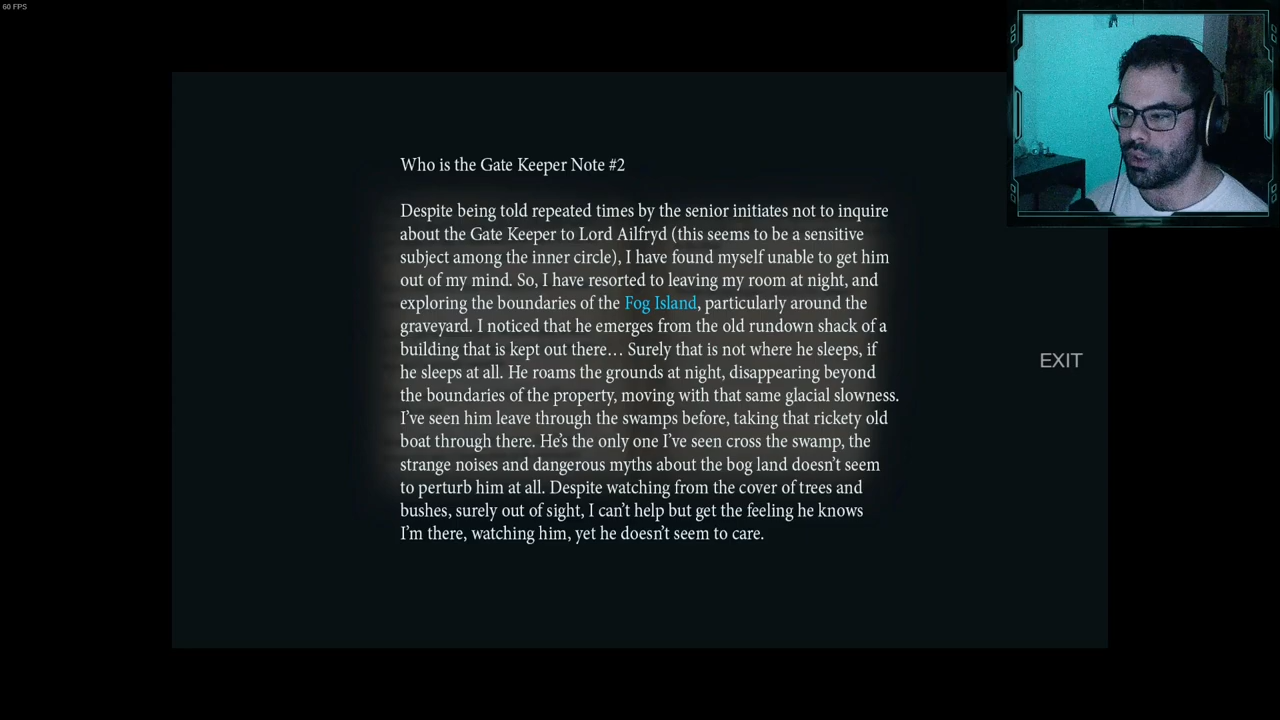 60 FPS
Who is the Gate Keeper Note #2
Despite being told repeated times by the senior initiates not to inquire
about the Gate Keeper to Lord Ailfryd (this seems to be a sensitive
subject among the inner circle), I have found myself unable to get him
out of my mind. So, I have resorted to leaving my room at night, and
exploring the boundaries of the Fog Island, particularly around the
graveyard. I noticed that he emerges from the old rundown shack of a
building that is kept out there… Surely that is not where he sleeps, if
he sleeps at all. He roams the grounds at night, disappearing beyond
the boundaries of the property, moving with that same glacial slowness.
I’ve seen him leave through the swamps before, taking that rickety old
boat through there. He’s the only one I’ve seen cross the swamp, the
strange noises and dangerous myths about the bog land doesn’t seem
to perturb him at all. Despite watching from the cover of trees and
bushes, surely out of sight, I can’t help but get the feeling he knows
I’m there, watching him, yet he doesn’t seem to care.
EXIT